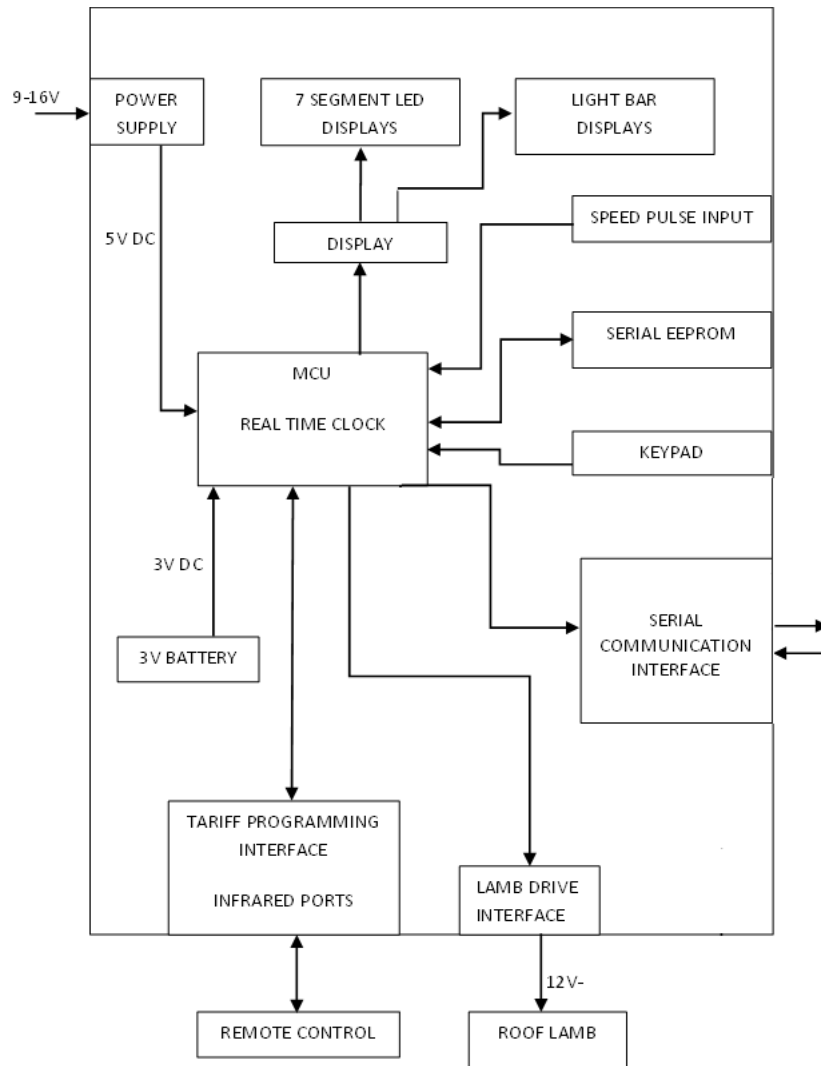 9-16V
POWER
SUPPLY
7 SEGMENT LED
DISPLAYS
LIGHT BAR
DISPLAYS
5V DC
DISPLAY
SPEED PULSE INPUT
SERIAL EEPROM
MCU
REAL TIME CLOCK
KEYPAD
3V DC
3V BATTERY
SERIAL
COMMUNICATION
INTERFACE
TARIFF PROGRAMMING
INTERFACE
INFRARED PORTS
LAMB DRIVE
INTERFACE
12V-
REMOTE CONTROL
ROOF LAMB